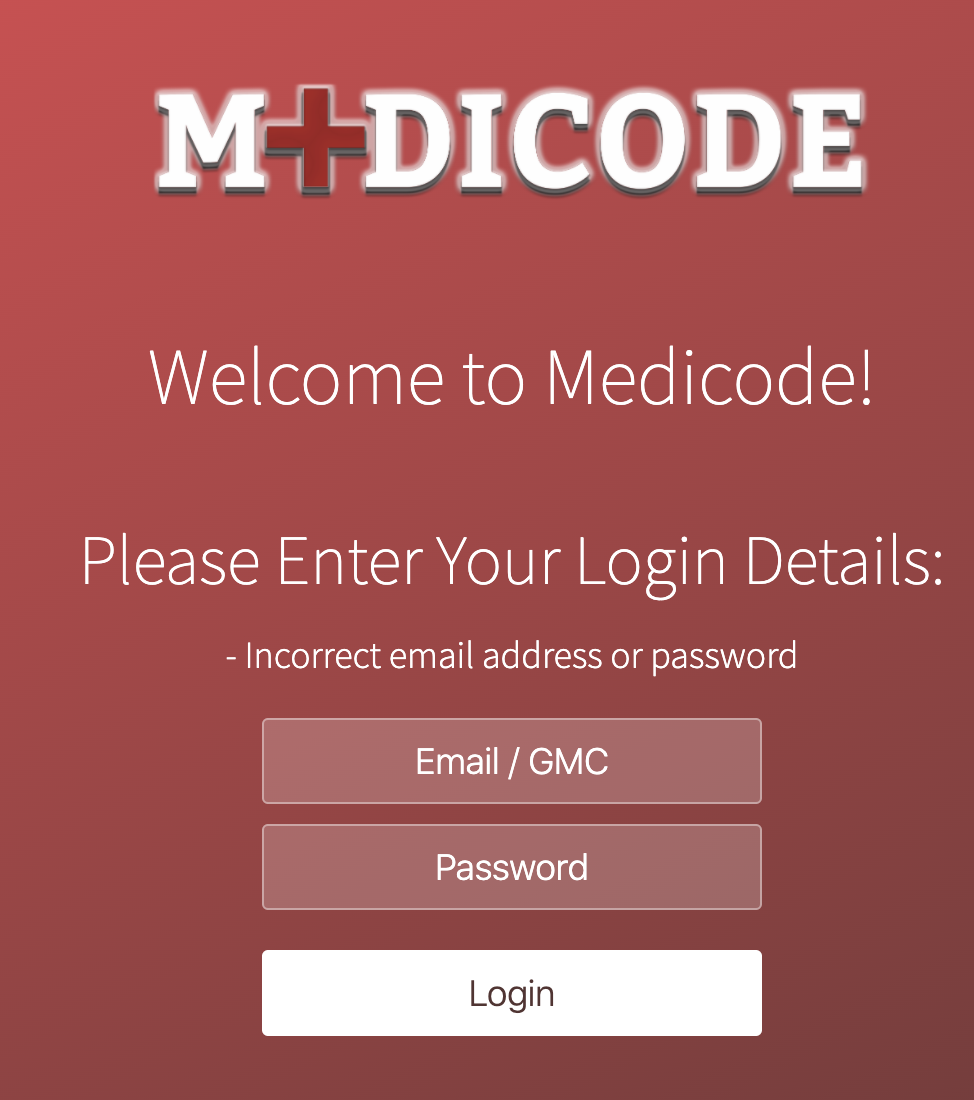 M+DICODE
Welcome to Medicode!
Please Enter Your Login Details:
- Incorrect email address or password
Email / GMC
Password
Login